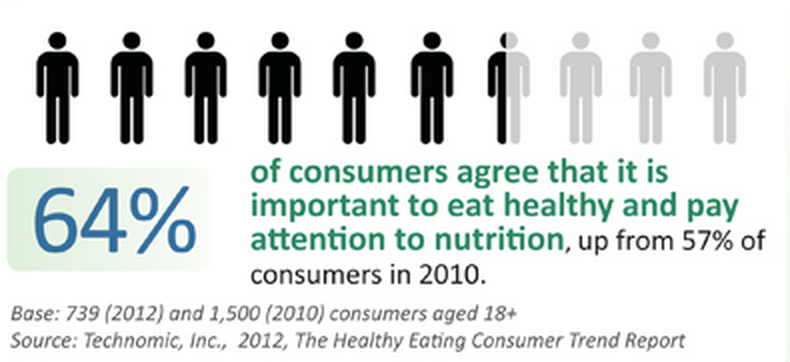 64%
of consumers agree that it is
important to eat healthy and pay
attention to nutrition, up from 57% of
consumers in 2010.
Base: 739 (2012) and 1,500 (2010) consumers aged 18+
Source: Technomic, Inc., 2012, The Healthy Eating Consumer Trend Report